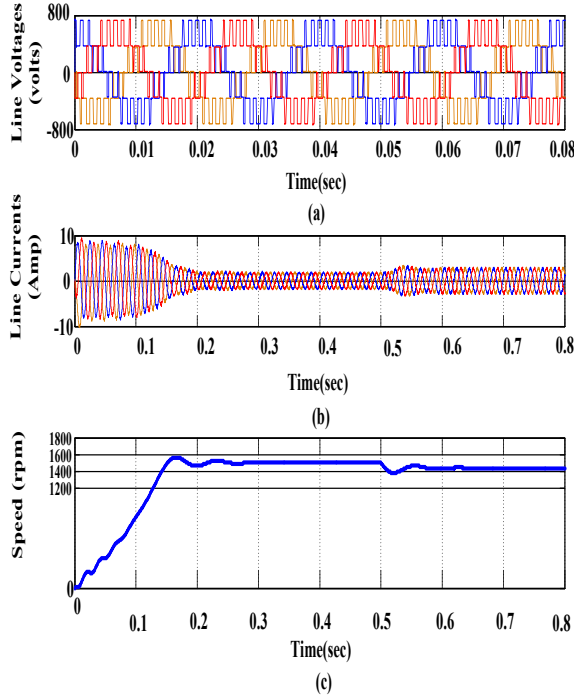 Line Voltages
(volts)
800
0
-800
0 0.01 0.02 0.03 0.04 0.03 0.06 0.07 0.08
Time(sec)
(a)
Line Currents
(Amp)
10
0
-10
0 0.1 0.2 0.3 0.4 0.5 0.6 0.7 0.8
Time(sec)
(b)
Speed (rpm)
1800
1600
1400
1200
0
0 0.1 0.2 0.3 0.4 0.5 0.6 0.7 0.8
Time(sec)
(c)